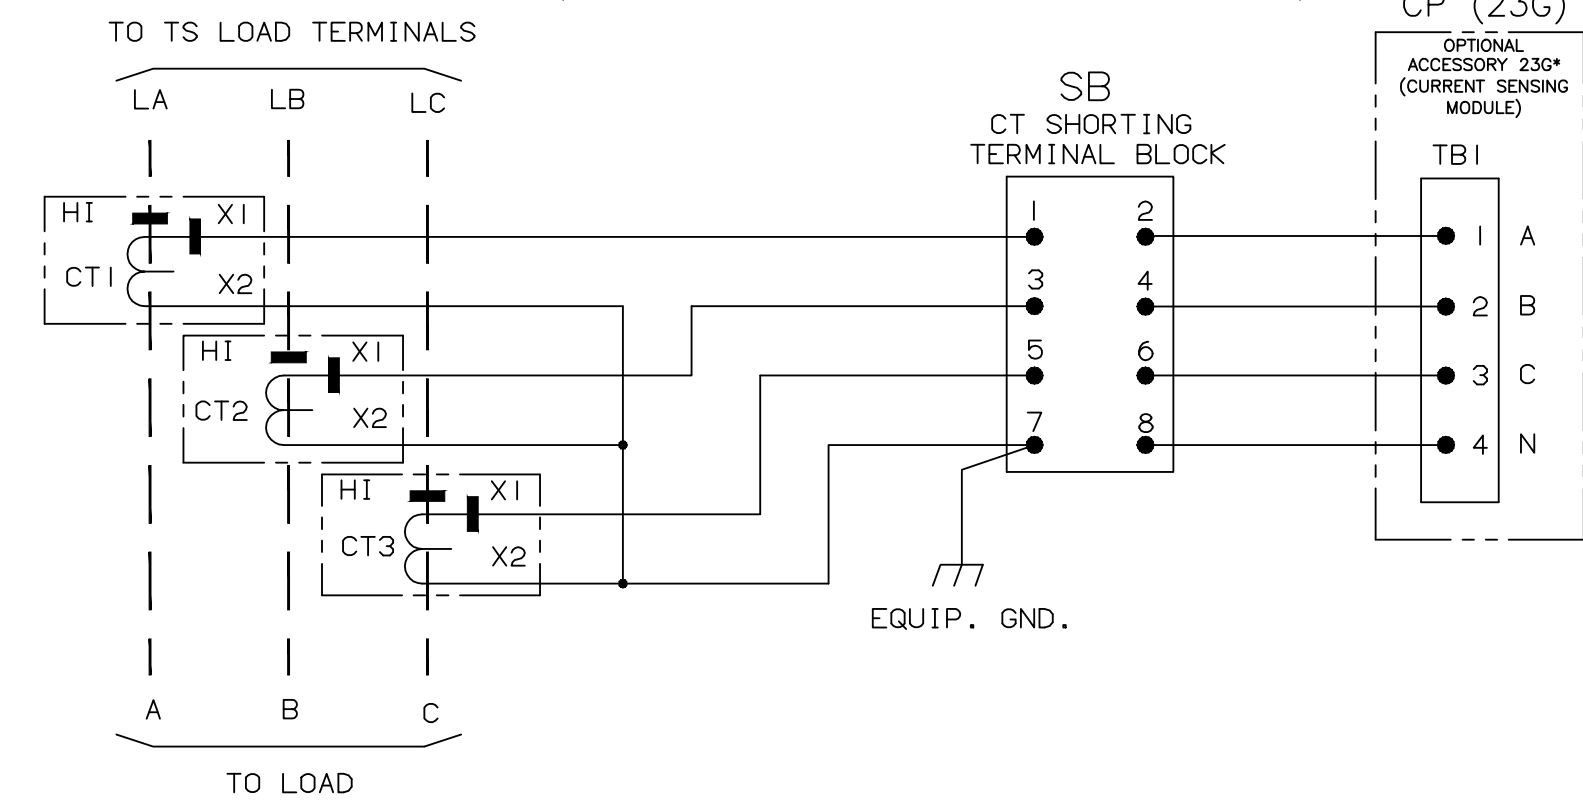 CP (23G)
TO TS LOAD TERMINALS
OPTIONAL
ACCESSORY 23G*
(CURRENT SENSING
MODULE)
LA LB LC
SB
CT SHORTING
TERMINAL BLOCK
TB1
H1 X1
CT1 X2
1 2
3 4
5 6
7 8
1 A
2 B
3 C
4 N
H1 X1
CT2 X2
H1 X1
CT3 X2
EQUIP. GND.
A B C
TO LOAD